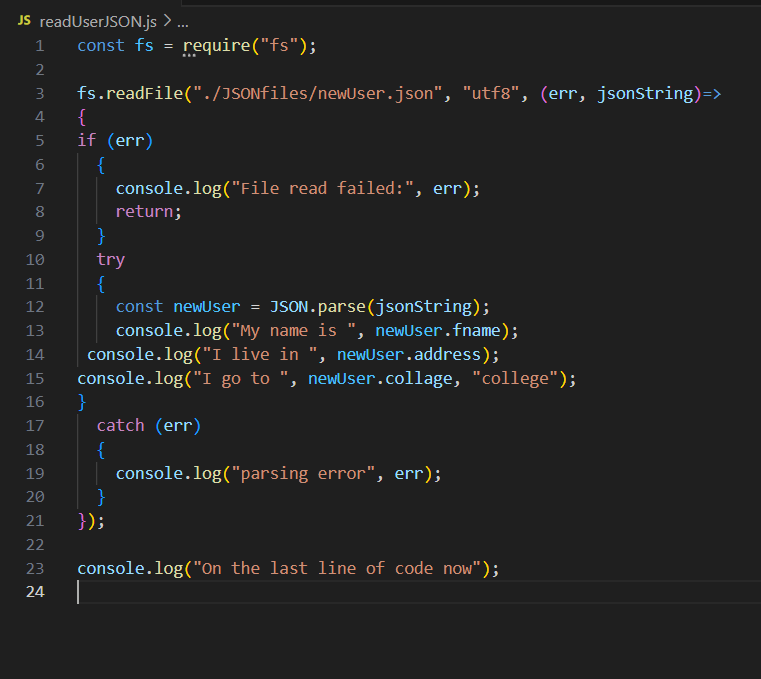 JS readUserJSON.js > ...
1 const fs = require("fs");
2
3 fs.readFile("./JSONfiles/newUser.json", "utf8", (err, jsonString)=>
4 {
5 if (err)
6   {
7     console.log("File read failed:", err);
8     return;
9   }
10   try
11   {
12     const newUser = JSON.parse(jsonString);
13     console.log("My name is ", newUser.fname);
14  console.log("I live in ", newUser.address);
15 console.log("I go to ", newUser.collage, "college");
16 }
17   catch (err)
18   {
19     console.log("parsing error", err);
20   }
21 });
22
23 console.log("On the last line of code now");
24